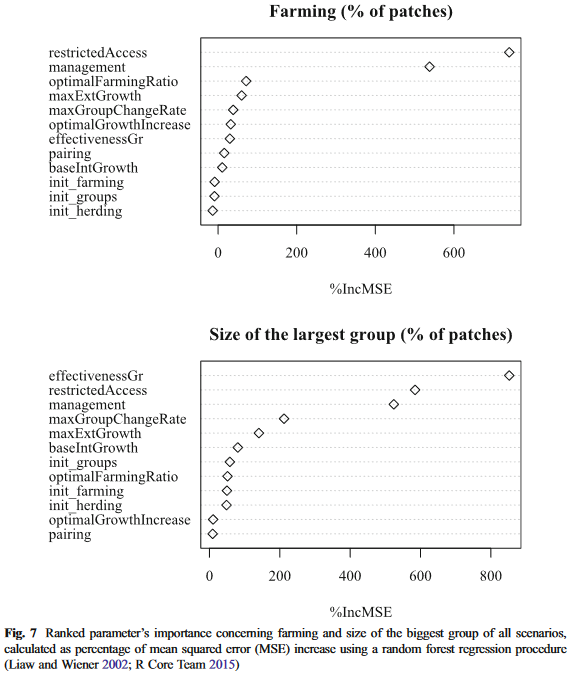 Farming (% of patches)
restrictedAccess
management
optimalFarmingRatio
maxExtGrowth
maxGroupChangeRate
optimalGrowthIncrease
effectivenessGr
pairing
baseIntGrowth
init_farming
init_groups
init_herding
0 200 400 600
%IncMSE
Size of the largest group (% of patches)
effectivenessGr
restrictedAccess
management
maxGroupChangeRate
maxExtGrowth
baseIntGrowth
init_groups
optimalFarmingRatio
init_farming
init_herding
optimalGrowthIncrease
pairing
0 200 400 600 800
%IncMSE
Fig. 7 Ranked parameter's importance concerning farming and size of the biggest group of all scenarios,
calculated as percentage of mean squared error (MSE) increase using a random forest regression procedure
(Liaw and Wiener 2002; R Core Team 2015)